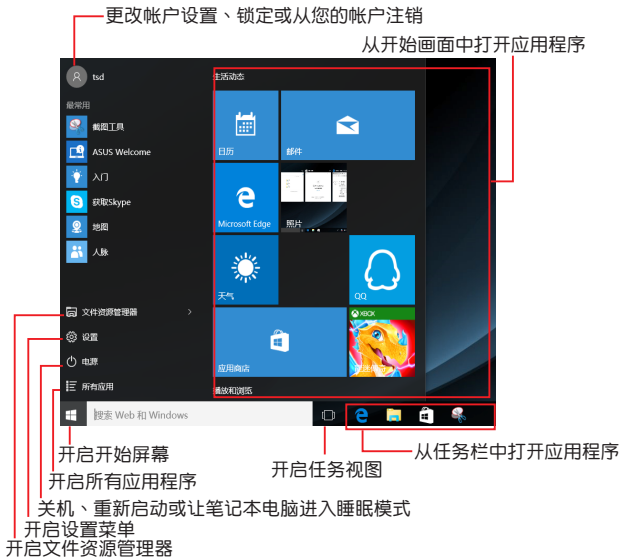 更改帐户设置、锁定或从您的帐户注销
从开始画面中打开应用程序
tsd
生活动态
最常用
截图工具
ASUS Welcome
入门
获取Skype
地图
人脉
日历
邮件
Microsoft Edge
照片
天气
QQ
应用商店
XBOX
播放和浏览
文件资源管理器
设置
电源
所有应用
搜索 Web 和 Windows
开启开始屏幕
开启任务视图
从任务栏中打开应用程序
开启所有应用程序
关机、重新启动或让笔记本电脑进入睡眠模式
开启设置菜单
开启文件资源管理器